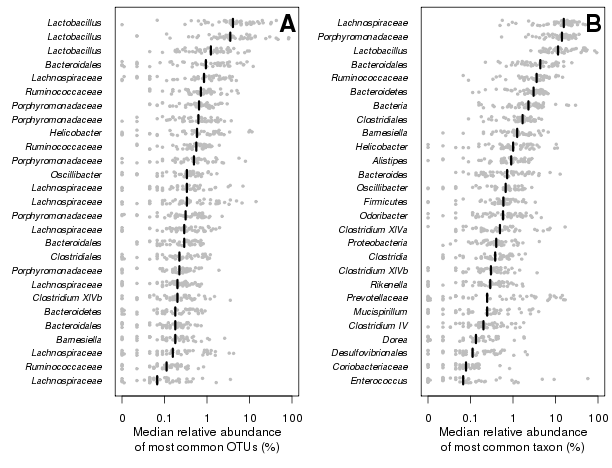 A
Lactobacillus
Lactobacillus
Lactobacillus
Bacteroidales
Lachnospiraceae
Ruminococcaceae
Porphyromonadaceae
Porphyromonadaceae
Helicobacter
Ruminococcaceae
Porphyromonadaceae
Oscillibacter
Lachnospiraceae
Lachnospiraceae
Porphyromonadaceae
Lachnospiraceae
Bacteroidales
Clostridiales
Porphyromonadaceae
Lachnospiraceae
Clostridium XIVb
Bacteroidetes
Bacteroidales
Barnesiella
Lachnospiraceae
Ruminococcaceae
Lachnospiraceae
0 0.1 1 10 100
Median relative abundance
of most common OTUs (%)
B
Lachnospiraceae
Porphyromonadaceae
Lactobacillus
Bacteroidales
Ruminococcaceae
Bacteroidetes
Bacteria
Clostridiales
Barnesiella
Helicobacter
Alistipes
Bacteroides
Oscillibacter
Firmicutes
Odoribacter
Clostridium XIVa
Proteobacteria
Clostridia
Clostridium XIVb
Rikenella
Prevotellaceae
Mucispirillum
Clostridium IV
Dorea
Desulfovibrionales
Coriobacteriaceae
Enterococcus
0 0.1 1 10 100
Median relative abundance
of most common taxon (%)